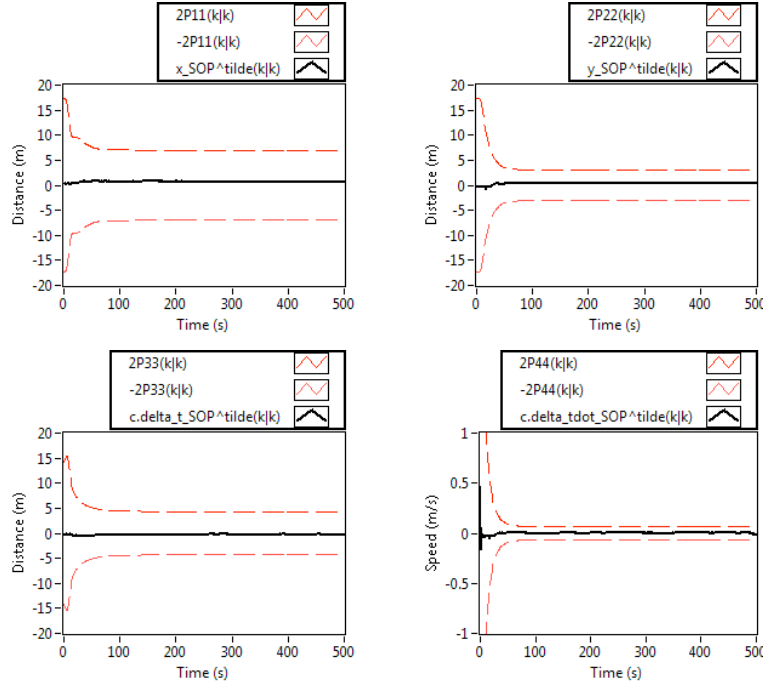 2P11(k|k)
-2P11(k|k)
x_SOP^tilde(k|k)
20
15
10
5
0
-5
-10
-15
-20
Distance (m)
0 100 200 300 400 500
Time (s)
2P22(k|k)
-2P22(k|k)
y_SOP^tilde(k|k)
20
15
10
5
0
-5
-10
-15
-20
Distance (m)
0 100 200 300 400 500
Time (s)
2P33(k|k)
-2P33(k|k)
c.delta_t_SOP^tilde(k|k)
20
15
10
5
0
-5
-10
-15
-20
Distance (m)
0 100 200 300 400 500
Time (s)
2P44(k|k)
-2P44(k|k)
c.delta_tdot_SOP^tilde(k|k)
1
0.5
0
-0.5
-1
Speed (m/s)
0 100 200 300 400 500
Time (s)